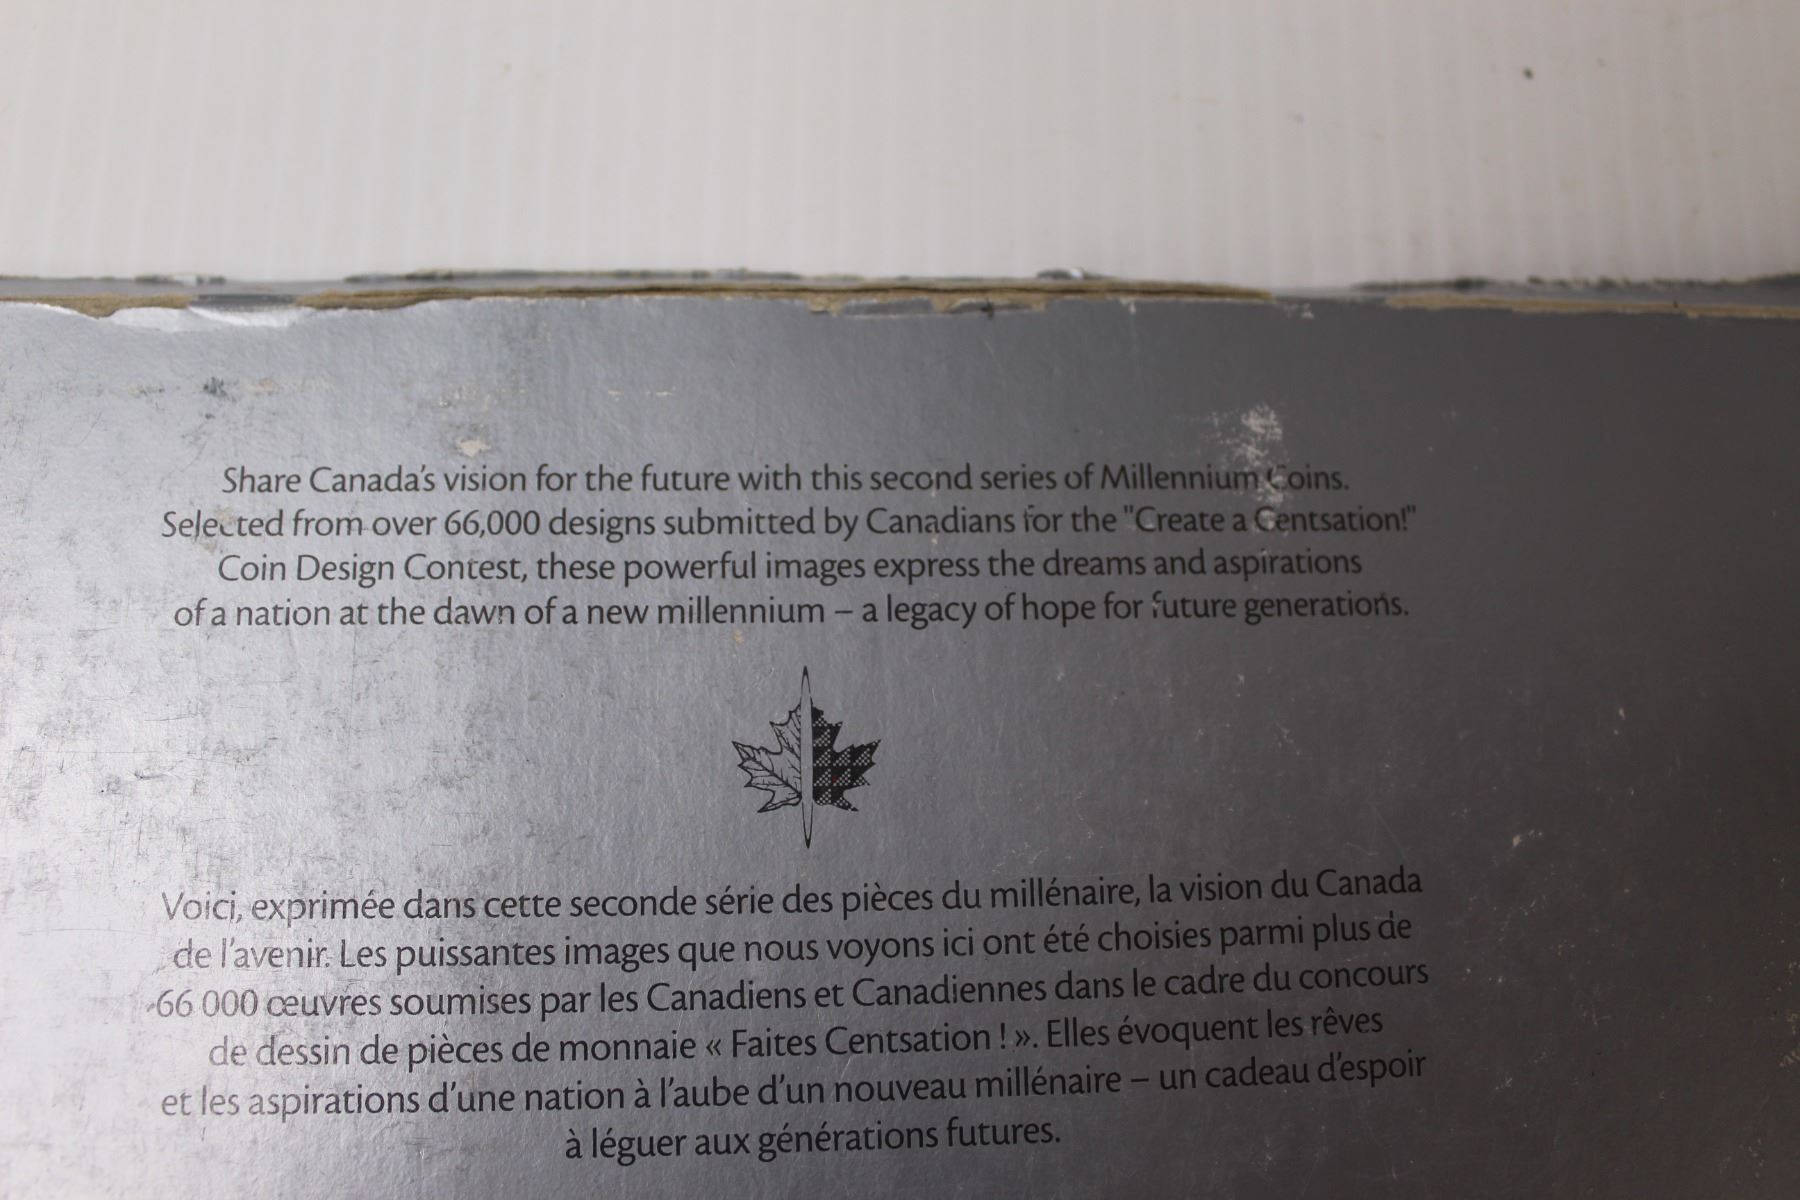 Share Canada's vision for the future with this second series of Millennium Coins.
Selected from over 66,000 designs submitted by Canadians for the "Create a Centsation!"
Coin Design Contest, these powerful images express the dreams and aspirations
of a nation at the dawn of a new millennium – a legacy of hope for future generations.
Voici, exprimée dans cette seconde série des pièces du millénaire, la vision du Canada
de l'avenir. Les puissantes images que nous voyons ici ont été choisies parmi plus de
66 000 œuvres soumises par les Canadiens et Canadiennes dans le cadre du concours
de dessin de pièces de monnaie « Faites Centsation ! ». Elles évoquent les rêves
et les aspirations d'une nation à l'aube d'un nouveau millénaire – un cadeau d'espoir
à léguer aux générations futures.